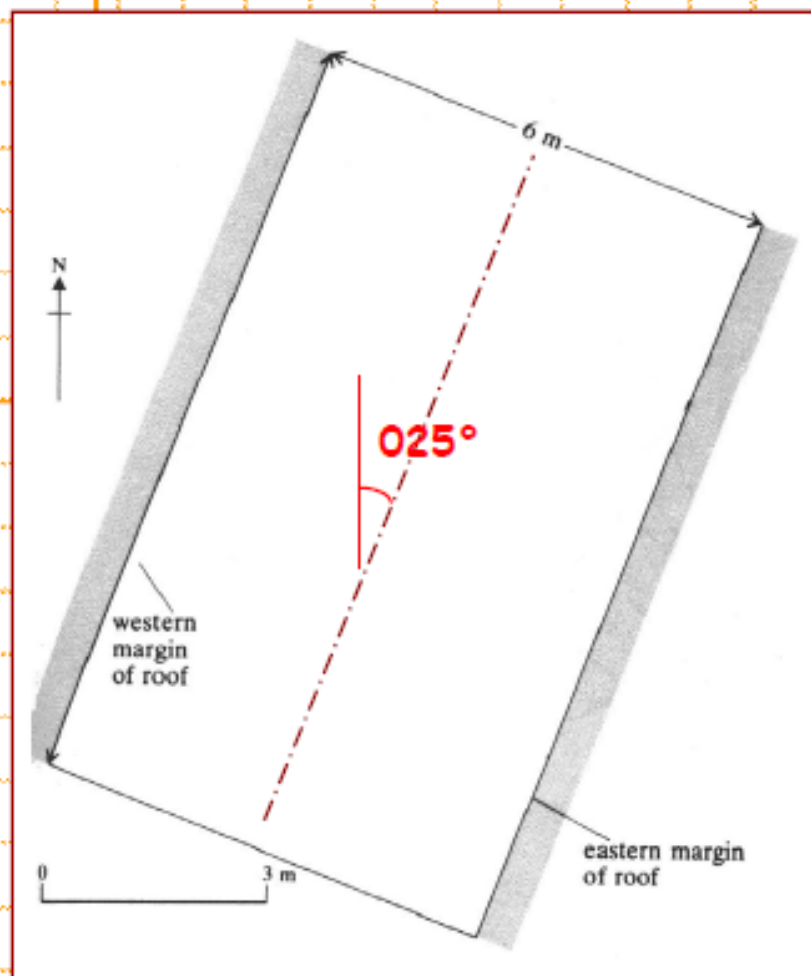 6 m
N
025°
western
margin
of roof
eastern margin
of roof
0 3 m